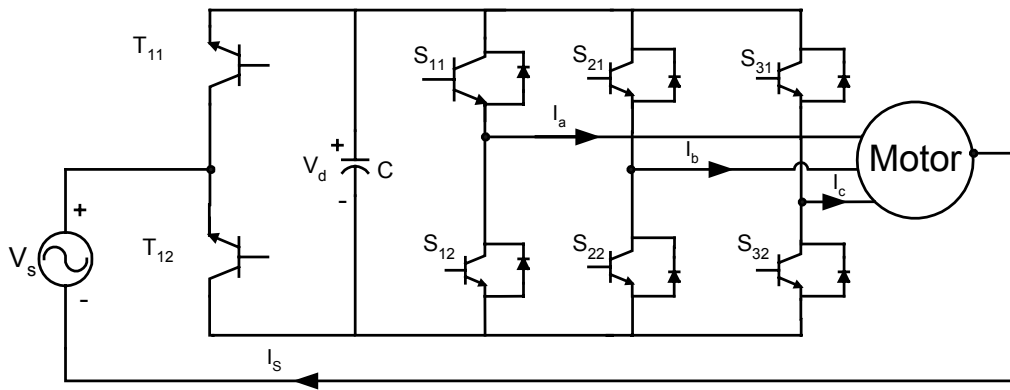 T11
S11
S21
S31
+
Vd
-
C
Ia
Ib
Ic
Motor
+
Vs
-
T12
S12
S22
S32
IS